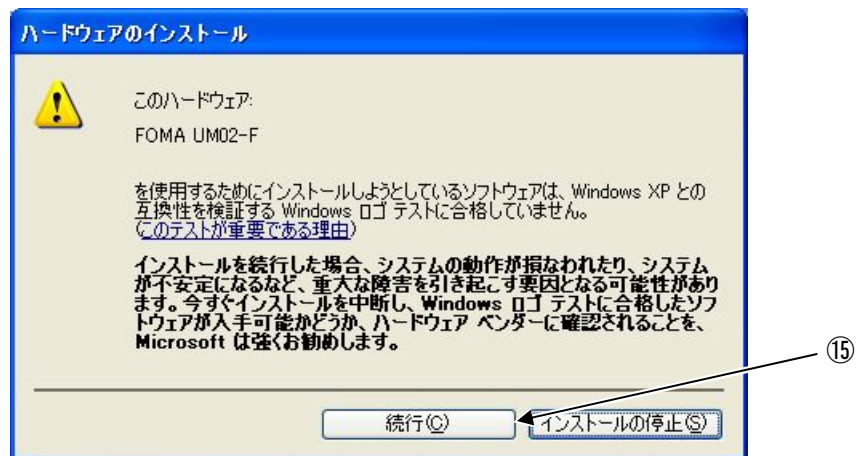 ハードウェアのインストール
このハードウェア:
FOMA UM02-F
を使用するためにインストールしようとしているソフトウェアは、Windows XP との
互換性を検証する Windows ロゴ テストに合格していません。
(このテストが重要である理由)
インストールを続行した場合、システムの動作が損なわれたり、システム
が不安定になるなど、重大な障害を引き起こす要因となる可能性があり
ます。今すぐインストールを中断し、Windows ロゴ テストに合格したソフ
トウェアが入手可能かどうか、ハードウェア ベンダーに確認されることを、
Microsoft は強くお勧めします。
⑮
続行(C) インストールの停止(S)